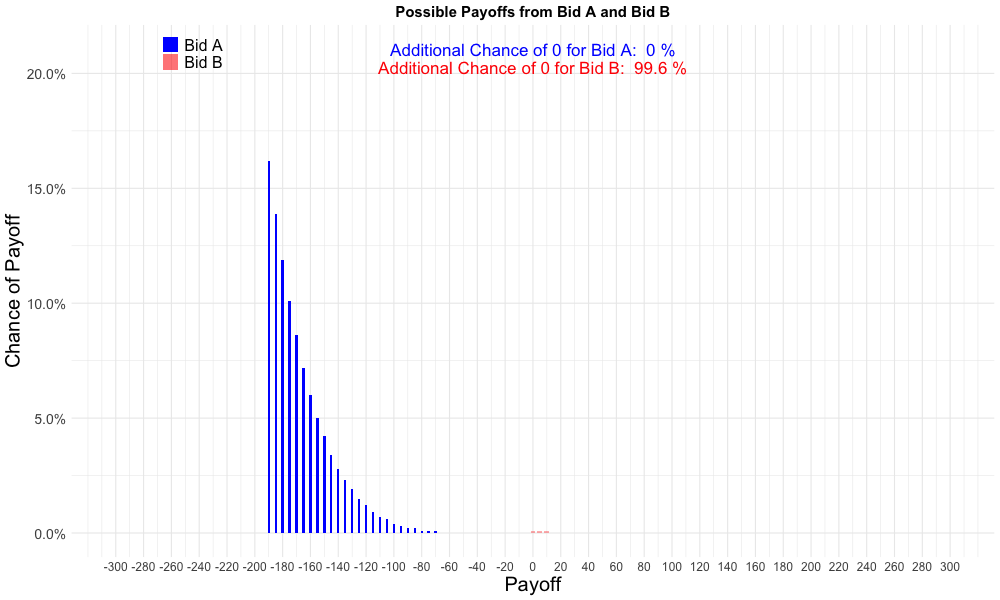 Possible Payoffs from Bid A and Bid B
Bid A
Bid B
Additional Chance of 0 for Bid A:  0 %
Additional Chance of 0 for Bid B:  99.6 %
Chance of Payoff
20.0%
15.0%
10.0%
5.0%
0.0%
-300 -280 -260 -240 -220 -200 -180 -160 -140 -120 -100 -80 -60 -40 -20 0 20 40 60 80 100 120 140 160 180 200 220 240 260 280 300
Payoff